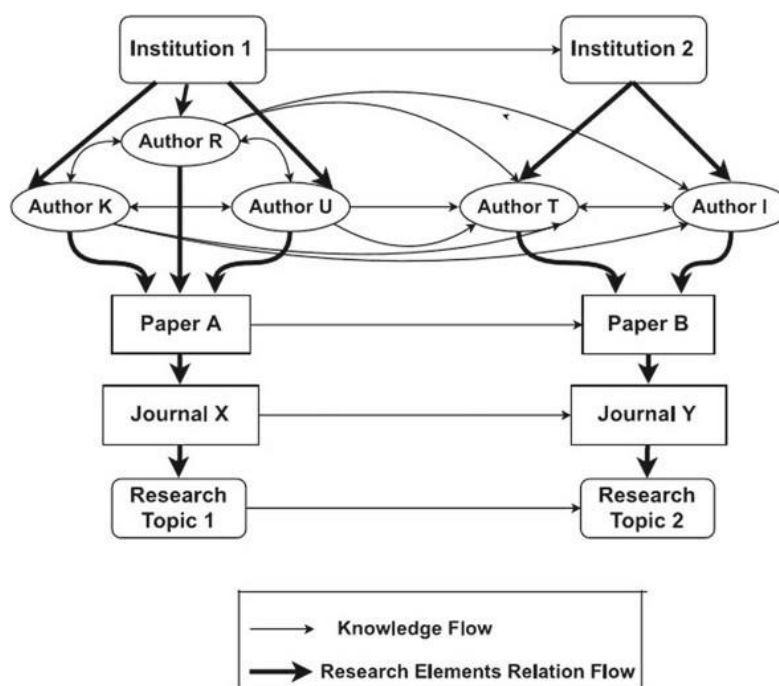 Institution 1
Institution 2
Author R
Author K
Author U
Author T
Author I
Paper A
Paper B
Journal X
Journal Y
Research
Topic 1
Research
Topic 2
Knowledge Flow
Research Elements Relation Flow